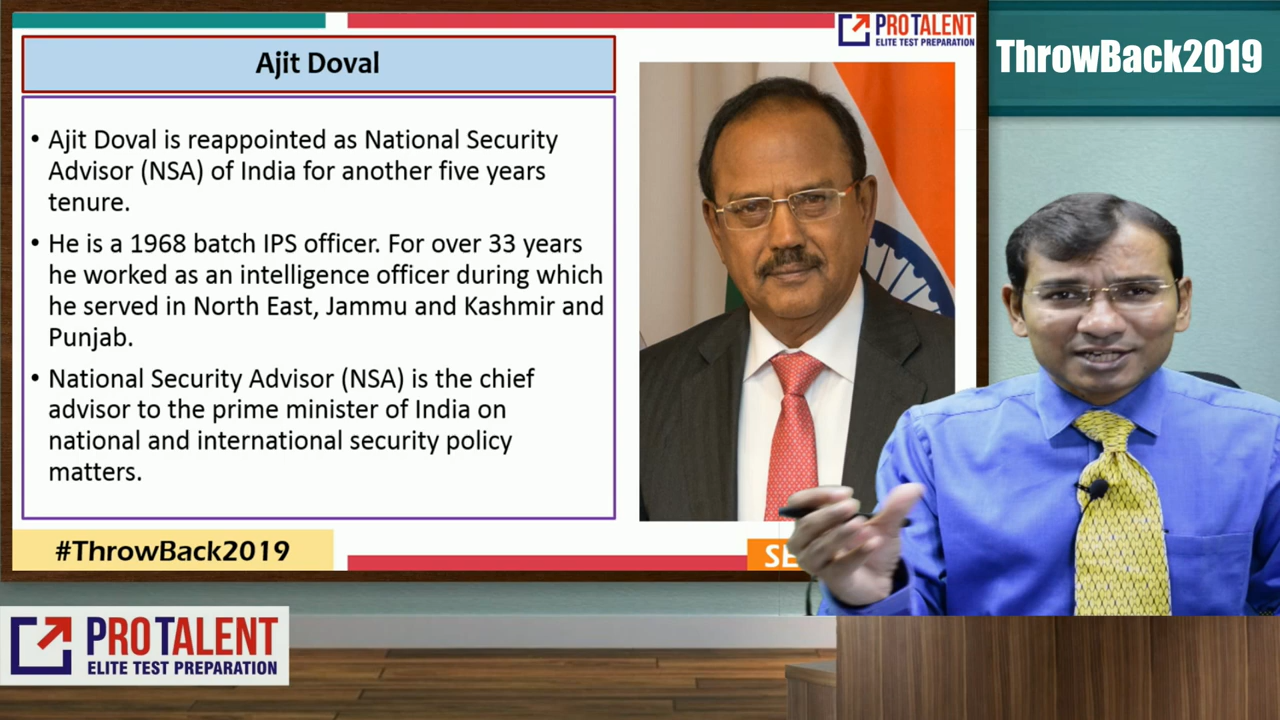 PROTALENT
ELITE TEST PREPARATION
ThrowBack2019
Ajit Doval
• Ajit Doval is reappointed as National Security
Advisor (NSA) of India for another five years
tenure.
• He is a 1968 batch IPS officer. For over 33 years
he worked as an intelligence officer during which
he served in North East, Jammu and Kashmir and
Punjab.
• National Security Advisor (NSA) is the chief
advisor to the prime minister of India on
national and international security policy
matters.
#ThrowBack2019
SE
PROTALENT
ELITE TEST PREPARATION